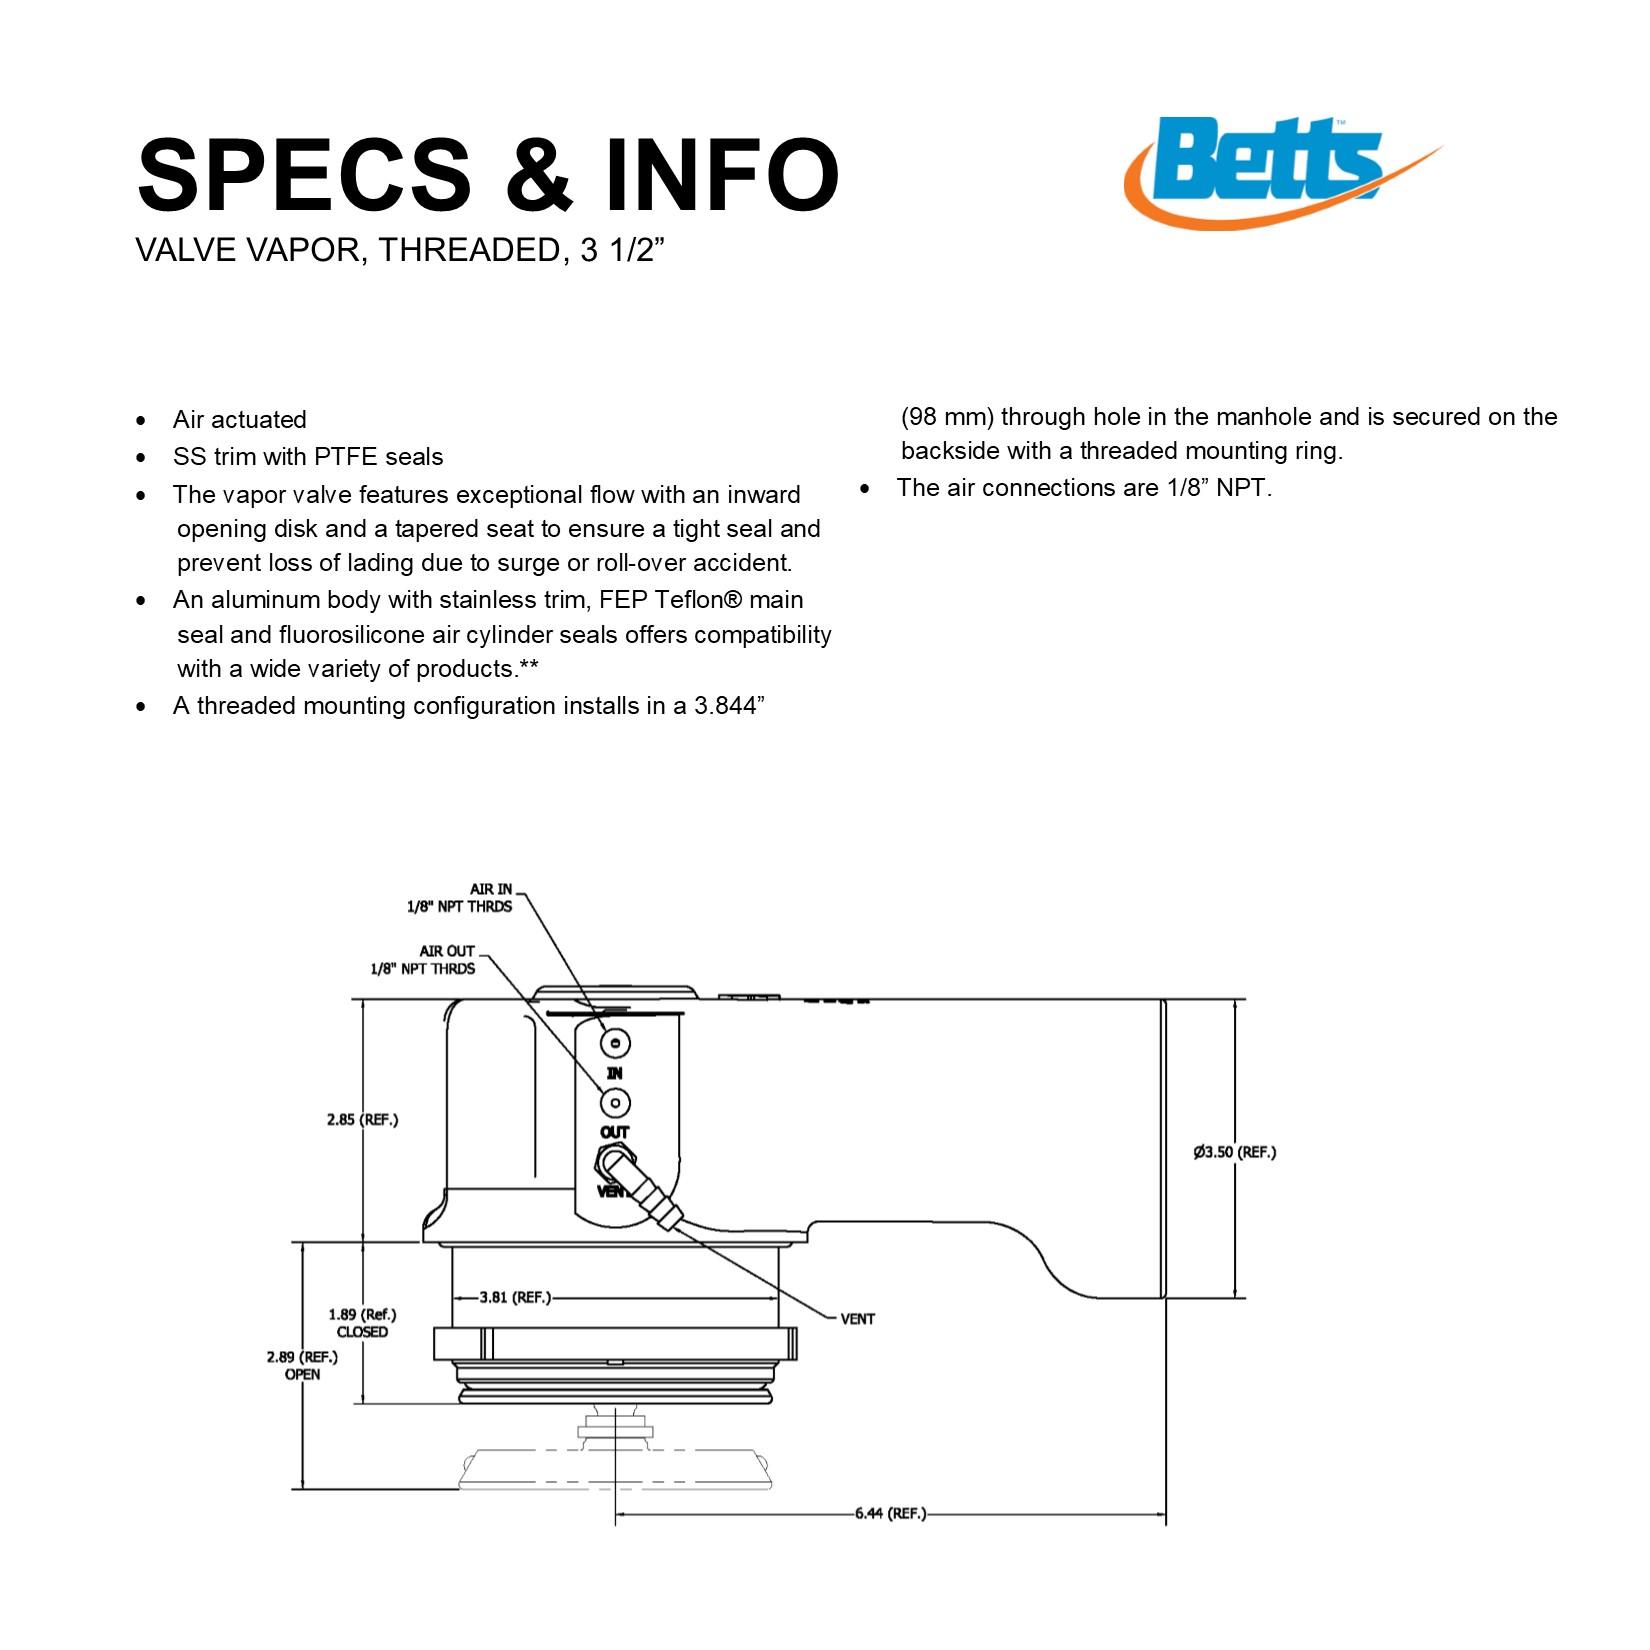 SPECS & INFO
VALVE VAPOR, THREADED, 3 1/2”
Betts™
• Air actuated
• SS trim with PTFE seals
• The vapor valve features exceptional flow with an inward
opening disk and a tapered seat to ensure a tight seal and
prevent loss of lading due to surge or roll-over accident.
• An aluminum body with stainless trim, FEP Teflon® main
seal and fluorosilicone air cylinder seals offers compatibility
with a wide variety of products.**
• A threaded mounting configuration installs in a 3.844”
(98 mm) through hole in the manhole and is secured on the
backside with a threaded mounting ring.
• The air connections are 1/8” NPT.
AIR IN
1/8" NPT THRDS
AIR OUT
1/8" NPT THRDS
IN
OUT
VENT
2.85 (REF.)
Ø3.50 (REF.)
3.81 (REF.)
1.89 (Ref.)
CLOSED
VENT
2.89 (REF.)
OPEN
6.44 (REF.)